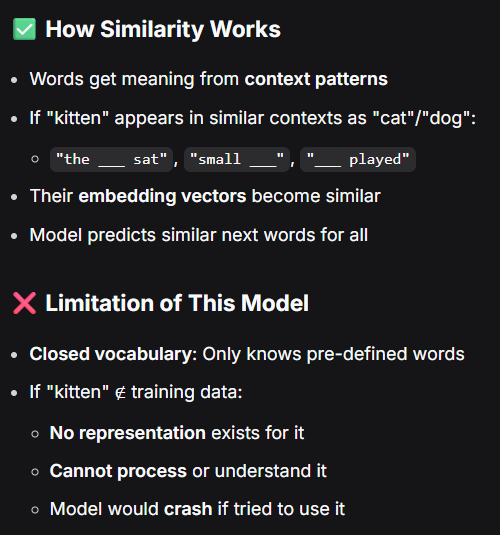 ✅ How Similarity Works
• Words get meaning from context patterns
• If "kitten" appears in similar contexts as "cat"/"dog":
◦ "the ___ sat", "small ___", "___ played"
• Their embedding vectors become similar
• Model predicts similar next words for all
❌ Limitation of This Model
• Closed vocabulary: Only knows pre-defined words
• If "kitten" ∉ training data:
◦ No representation exists for it
◦ Cannot process or understand it
◦ Model would crash if tried to use it